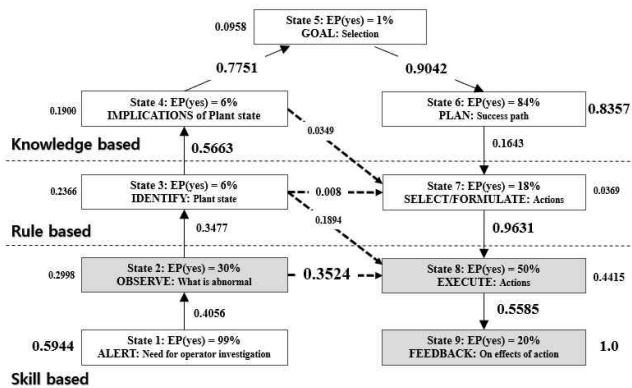 0.0958
State 5: EP(yes) = 1%
GOAL: Selection
0.7751
0.9042
0.1900
State 4: EP(yes) = 6%
IMPLICATIONS of Plant state
State 6: EP(yes) = 84%
PLAN: Success path
0.8357
Knowledge based
0.5663
0.0349
0.1643
0.2366
State 3: EP(yes) = 6%
IDENTIFY: Plant state
0.008
State 7: EP(yes) = 18%
SELECT/FORMULATE: Actions
0.0369
Rule based
0.3477
0.1894
0.9631
0.2998
State 2: EP(yes) = 30%
OBSERVE: What is abnormal
0.3524
State 8: EP(yes) = 50%
EXECUTE: Actions
0.4415
0.4056
0.5585
0.5944
State 1: EP(yes) = 99%
ALERT: Need for operator investigation
State 9: EP(yes) = 20%
FEEDBACK: On effects of action
1.0
Skill based